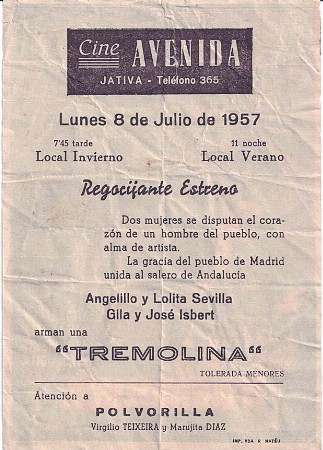 Cine AVENIDA
JATIVA - Teléfono 365
Lunes 8 de Julio de 1957
7'45 tarde 11 noche
Local Invierno Local Verano
Regocijante Estreno
Dos mujeres se disputan el cora-
zón de un hombre del pueblo, con
alma de artista.
La gracia del pueblo de Madrid
unida al salero de Andalucía
Angelillo y Lolita Sevilla
Gila y José Isbert
arman una
"TREMOLINA"
TOLERADA MENORES
Atención a
POLVORILLA
Virgilio TEIXEIRA y Marujita DIAZ
IMP. VDA R MATÉU